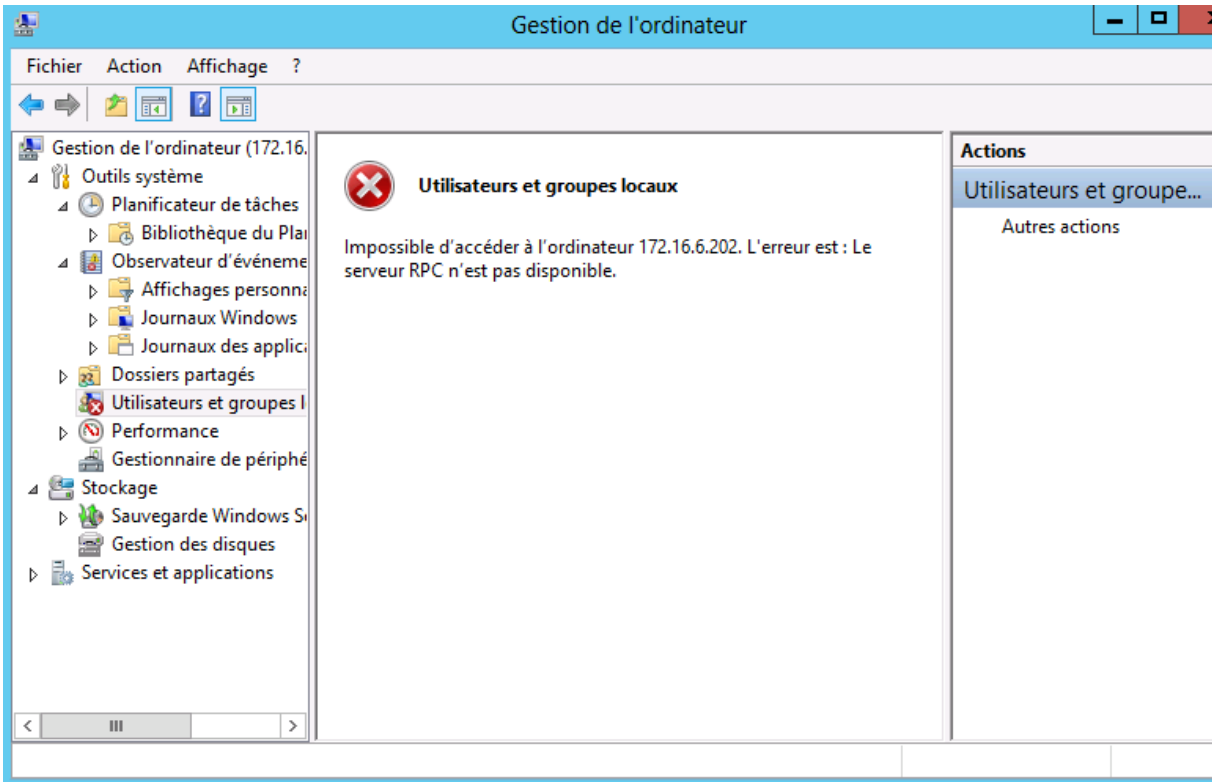 Gestion de l'ordinateur
Fichier Action Affichage ?
Gestion de l'ordinateur (172.16.
Outils système
Planificateur de tâches
Bibliothèque du Plan
Observateur d'événeme
Affichages personna
Journaux Windows
Journaux des applica
Dossiers partagés
Utilisateurs et groupes l
Performance
Gestionnaire de périphé
Stockage
Sauvegarde Windows Se
Gestion des disques
Services et applications
Utilisateurs et groupes locaux
Impossible d'accéder à l'ordinateur 172.16.6.202. L'erreur est : Le
serveur RPC n'est pas disponible.
Actions
Utilisateurs et groupe...
Autres actions